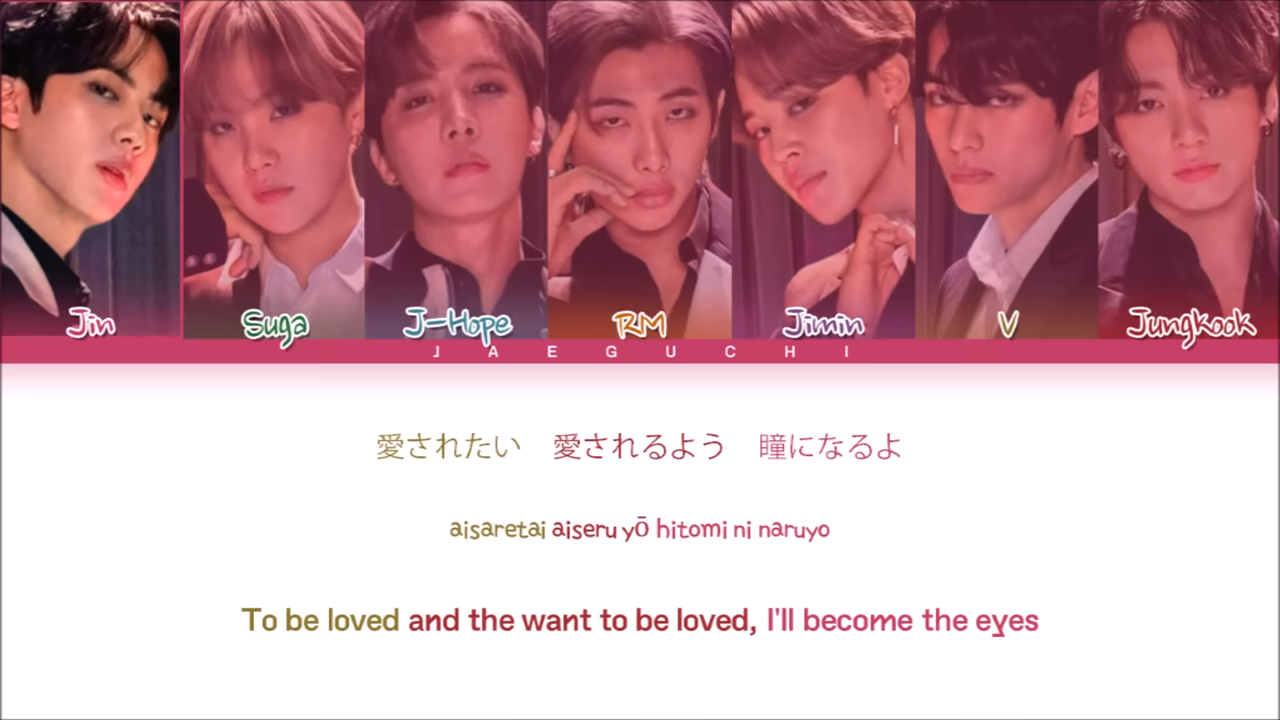 Jin Suga J-Hope RM Jimin V Jungkook
JAEGUCHI
愛されたい 愛されるよう 瞳になるよ
aisaretai aiseru yō hitomi ni naruyo
To be loved and the want to be loved, I'll become the eyes